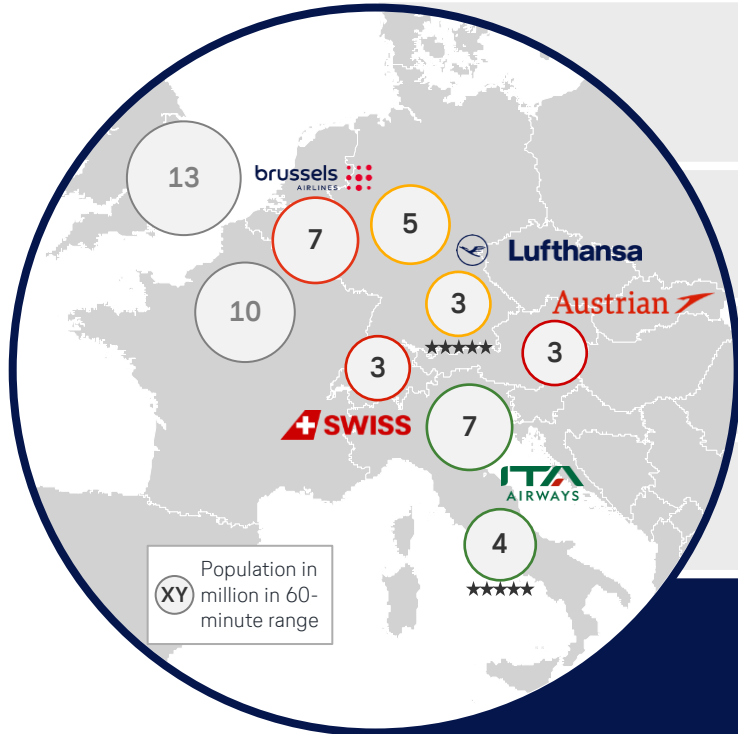 13
brussels
AIRLINES
7
5
Lufthansa
10
3
Austrian
★★★★★
3
3
SWISS
7
ITA
AIRWAYS
4
★★★★★
XY
Population in
million in 60-
minute range